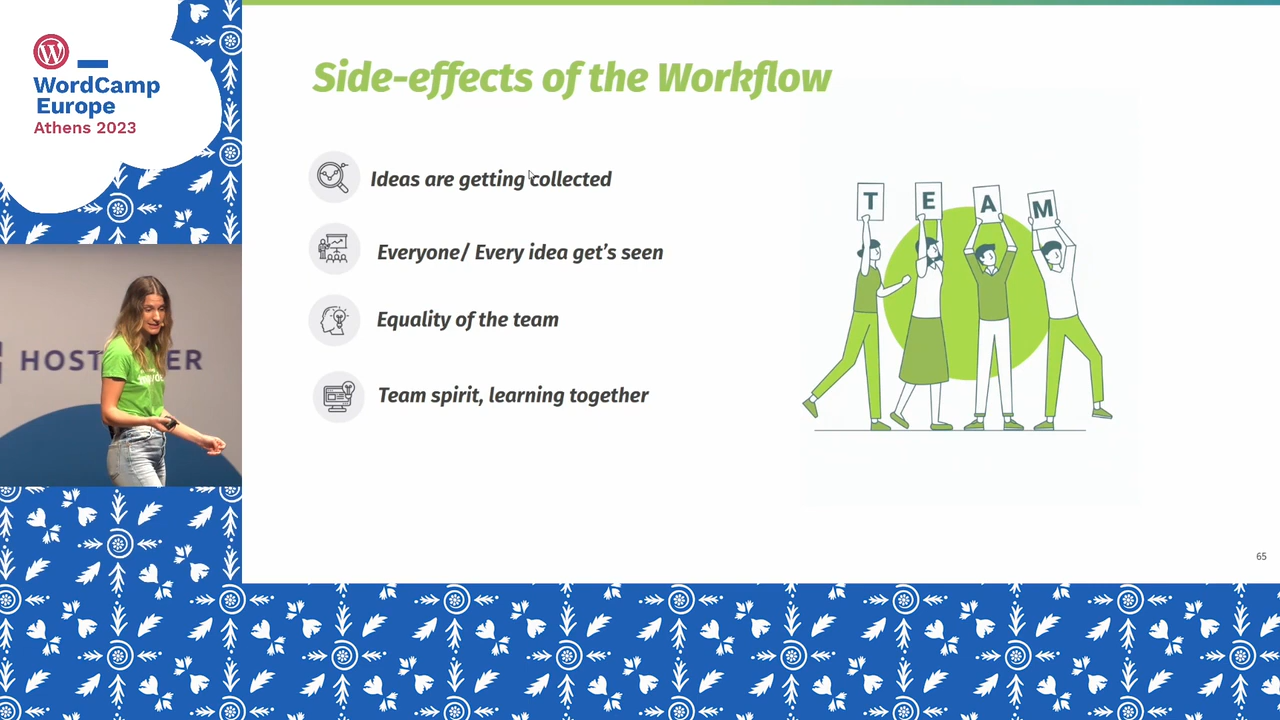 WordCamp
Europe
Athens 2023
Side-effects of the Workflow
Ideas are getting collected
Everyone/ Every idea get’s seen
Equality of the team
Team spirit, learning together
T E A M
HOST
ER
65